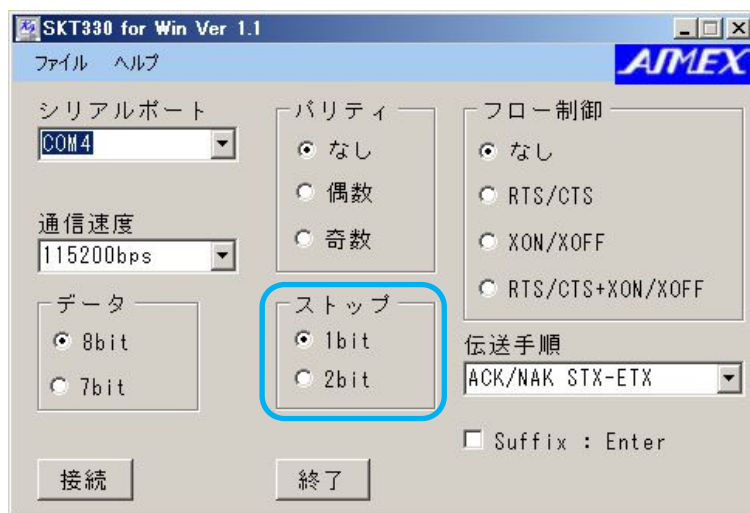 SKT330 for Win Ver 1.1
ファイル ヘルプ
AIMEX
シリアルポート
COM4
通信速度
115200bps
データ
8bit
7bit
パリティ
なし
偶数
奇数
ストップ
1bit
2bit
フロー制御
なし
RTS/CTS
XON/XOFF
RTS/CTS+XON/XOFF
伝送手順
ACK/NAK STX-ETX
Suffix : Enter
接続
終了